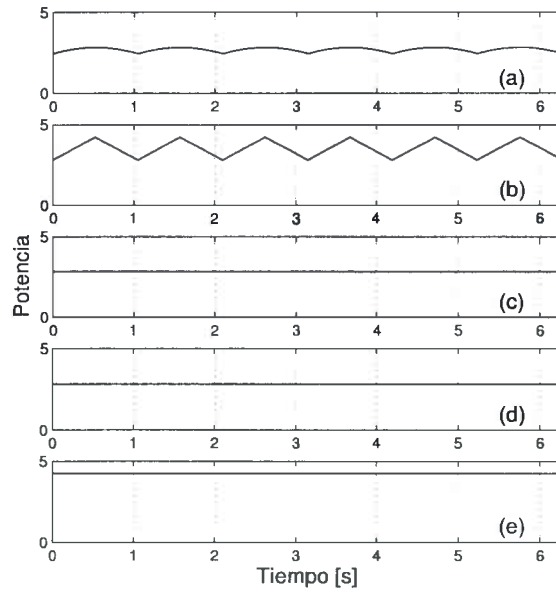 5
0
(a)
0 1 2 3 4 5 6
5
0
(b)
0 1 2 3 4 5 6
5
0
(c)
0 1 2 3 4 5 6
Potencia
5
0
(d)
0 1 2 3 4 5 6
5
0
(e)
0 1 2 3 4 5 6
Tiempo [s]